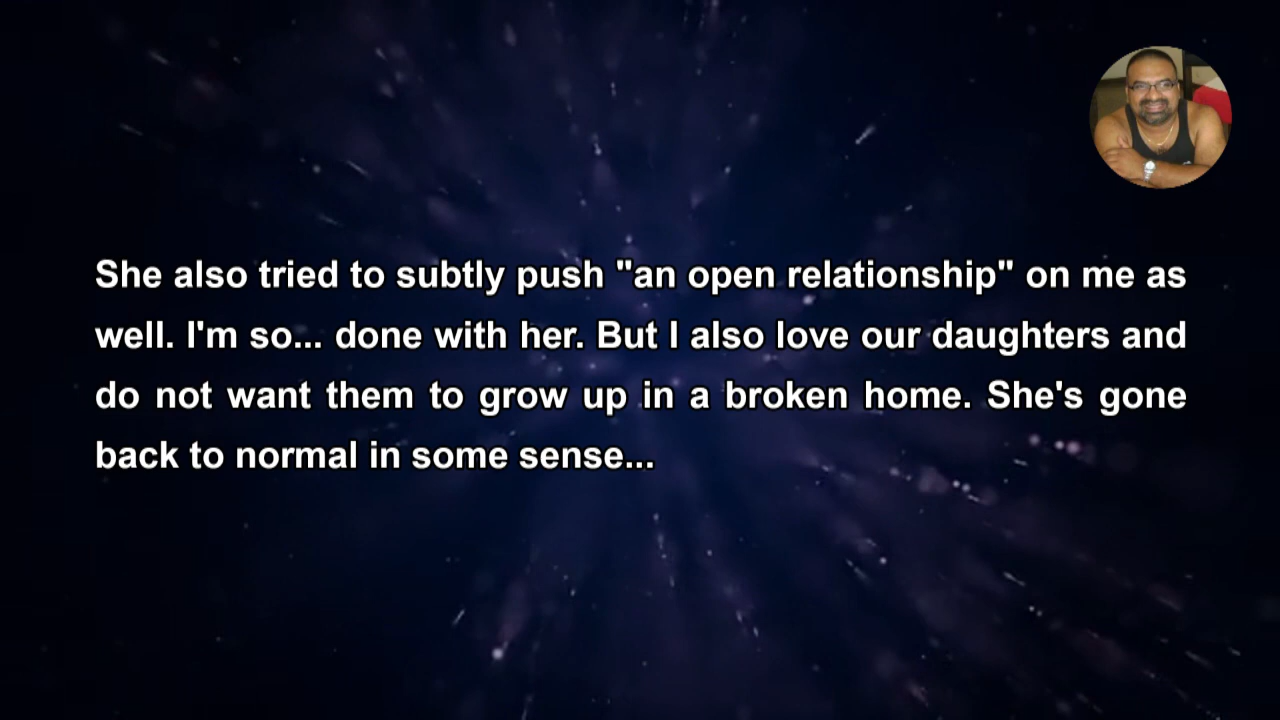 She also tried to subtly push "an open relationship" on me as
well. I'm so... done with her. But I also love our daughters and
do not want them to grow up in a broken home. She's gone
back to normal in some sense...